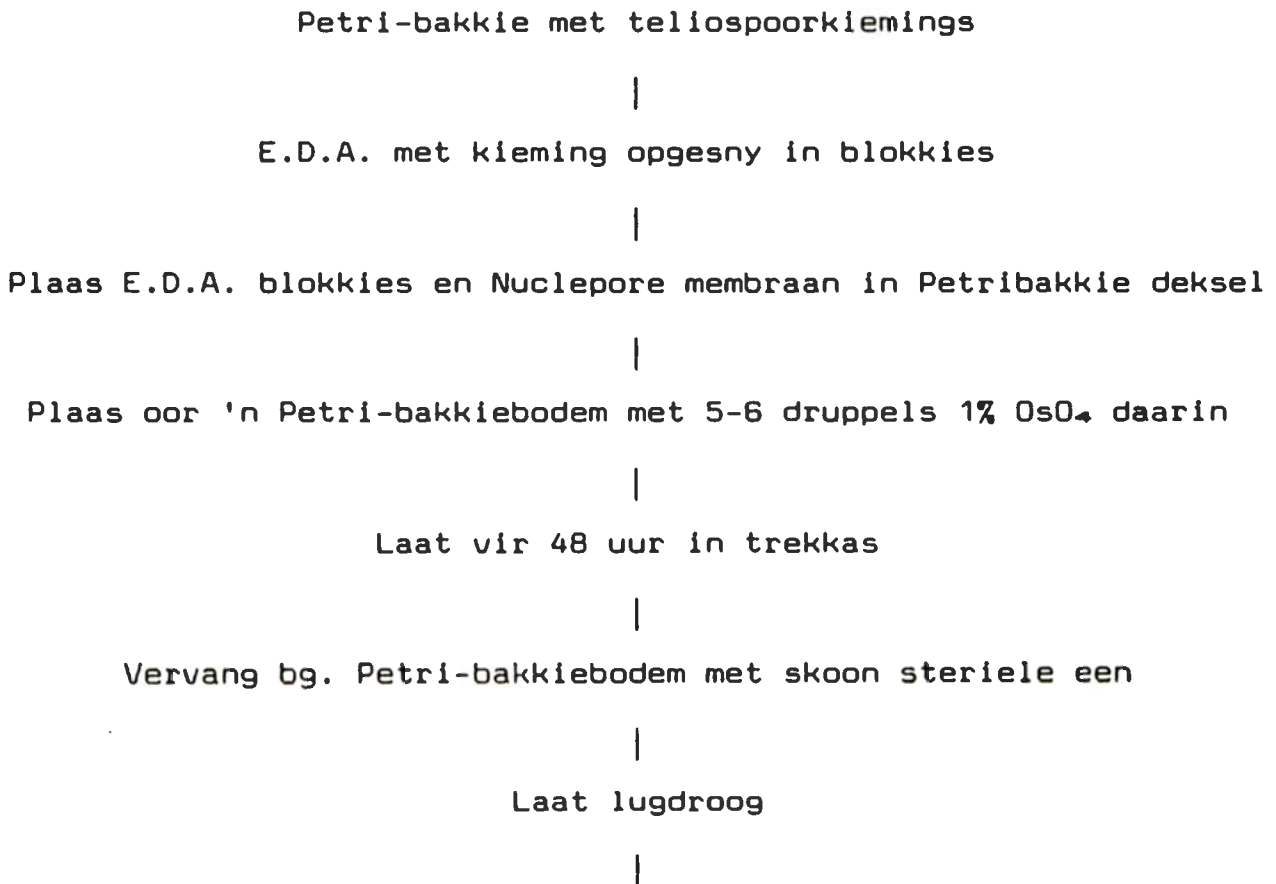 Petri-bakkie met teliospoorkiemings
|
E.D.A. met kieming opgesny in blokkies
|
Plaas E.D.A. blokkies en Nuclepore membraan in Petribakkie deksel
|
Plaas oor 'n Petri-bakkiebodem met 5-6 druppels 1% OsO₄ daarin
|
Laat vir 48 uur in trekkas
|
Vervang bg. Petri-bakkiebodem met skoon steriele een
|
Laat lugdroog
|